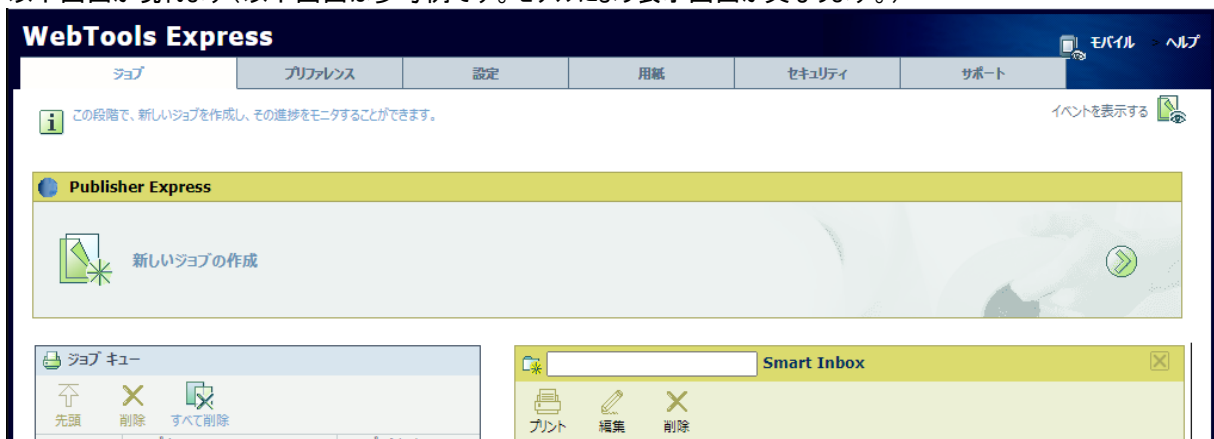 WebTools Express
モバイル ヘルプ
ジョブ プリファレンス 設定 用紙 セキュリティ サポート
この段階で、新しいジョブを作成し、その進捗をモニタすることができます。
イベントを表示する
Publisher Express
新しいジョブの作成
ジョブ キュー
Smart Inbox
先頭 削除 すべて削除
プリント 編集 削除